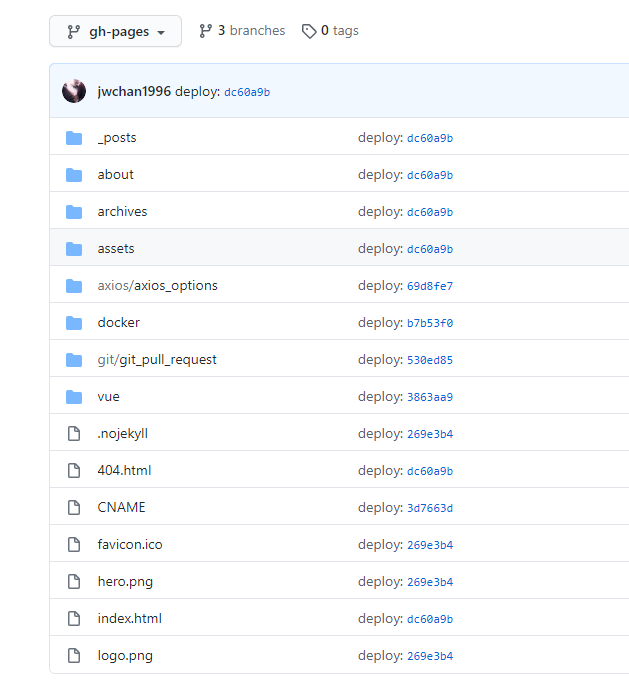 gh-pages 3 branches 0 tags
jwchan1996 deploy: dc60a9b
_posts deploy: dc60a9b
about deploy: dc60a9b
archives deploy: dc60a9b
assets deploy: dc60a9b
axios/axios_options deploy: 69d8fe7
docker deploy: b7b53f0
git/git_pull_request deploy: 530ed85
vue deploy: 3863aa9
.nojekyll deploy: 269e3b4
404.html deploy: dc60a9b
CNAME deploy: 3d7663d
favicon.ico deploy: 269e3b4
hero.png deploy: 269e3b4
index.html deploy: dc60a9b
logo.png deploy: 269e3b4